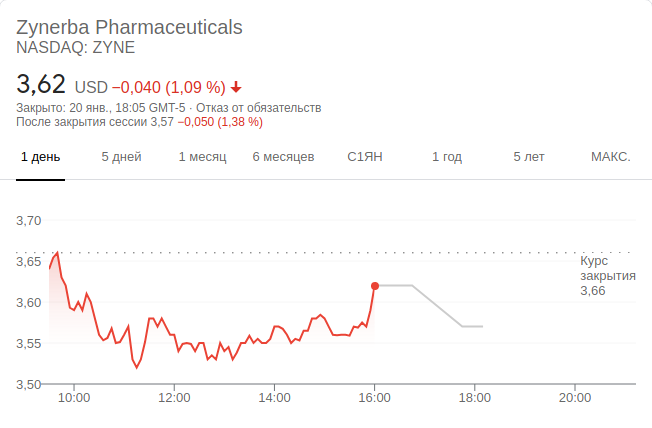 Zynerba Pharmaceuticals
NASDAQ: ZYNE
3,62 USD −0,040 (1,09 %)
Закрыто: 20 янв., 18:05 GMT-5 · Отказ от обязательств
После закрытия сессии 3,57 −0,050 (1,38 %)
1 день 5 дней 1 месяц 6 месяцев С1ЯН 1 год 5 лет МАКС.
3,70
3,65
3,60
3,55
3,50
Курс
закрытия
3,66
10:00 12:00 14:00 16:00 18:00 20:00